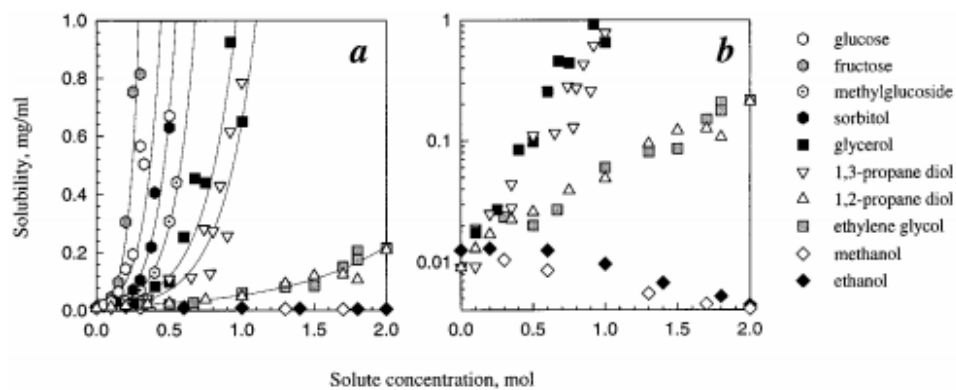 Solubility, mg/ml
1.0
0.8
0.6
0.4
0.2
0.0
a
0.0 0.5 1.0 1.5 2.0
1
0.1
0.01
b
0.0 0.5 1.0 1.5 2.0
Solute concentration, mol
glucose
fructose
methylglucoside
sorbitol
glycerol
1,3-propane diol
1,2-propane diol
ethylene glycol
methanol
ethanol